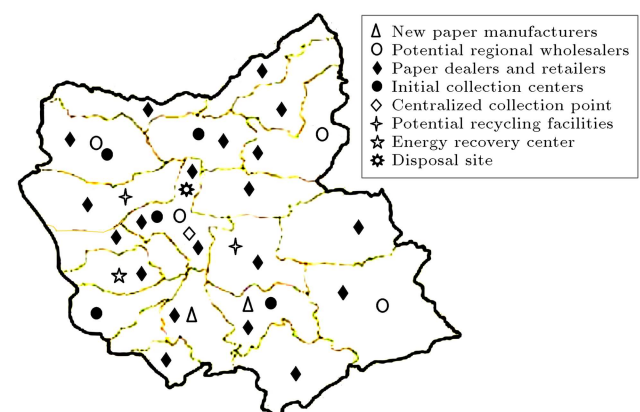 New paper manufacturers
Potential regional wholesalers
Paper dealers and retailers
Initial collection centers
Centralized collection point
Potential recycling facilities
Energy recovery center
Disposal site